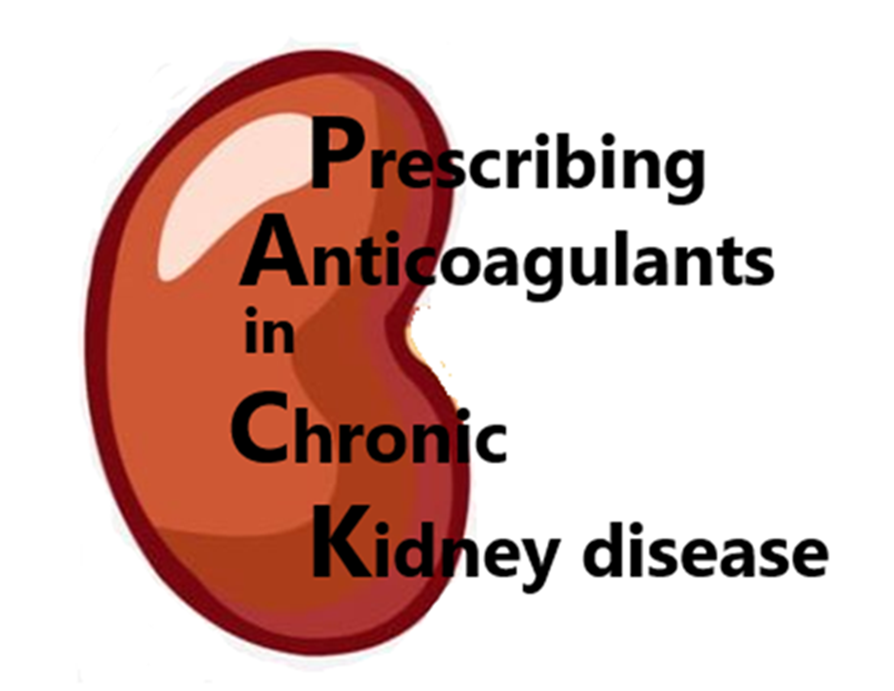 Prescribing
Anticoagulants
in
Chronic
Kidney disease